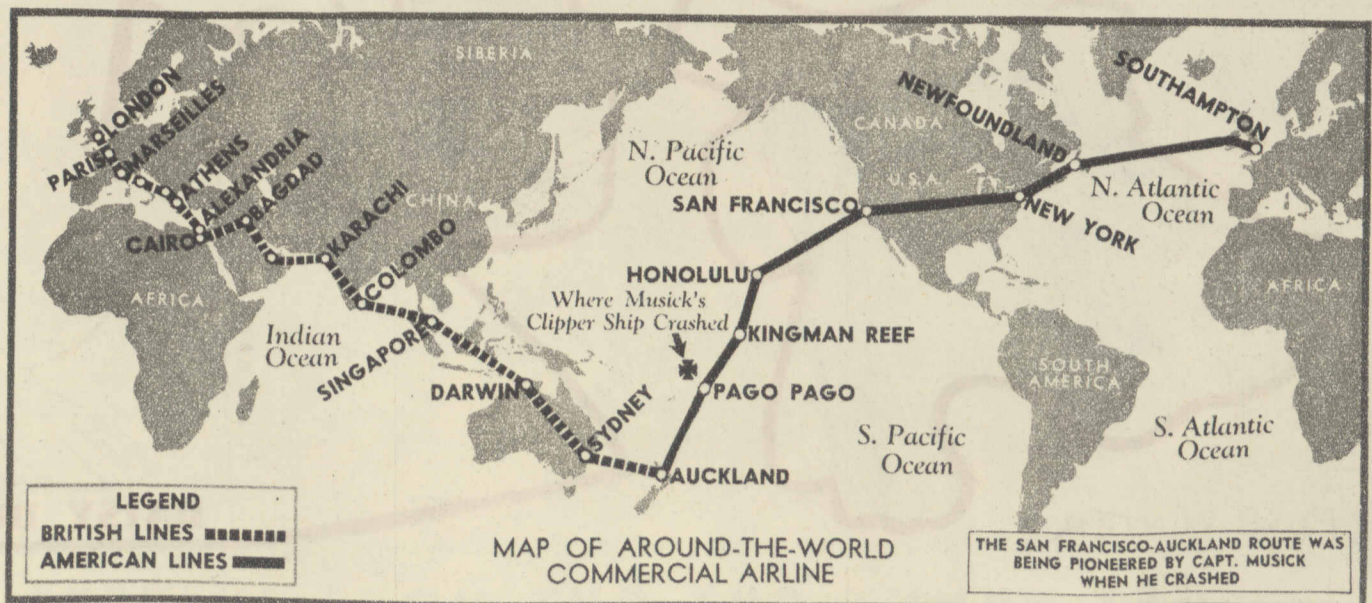 SIBERIA
LONDON
PARIS
MARSEILLES
ATHENS
ALEXANDRIA
CAIRO
BAGDAD
KARACHI
CHINA
COLOMBO
AFRICA
Indian
Ocean
SINGAPORE
DARWIN
SYDNEY
AUCKLAND
N. Pacific
Ocean
SAN FRANCISCO
HONOLULU
Where Musick's
Clipper Ship Crashed
KINGMAN REEF
PAGO PAGO
S. Pacific
Ocean
CANADA
U.S.A.
NEWFOUNDLAND
NEW YORK
SOUTHAMPTON
N. Atlantic
Ocean
SOUTH
AMERICA
AFRICA
S. Atlantic
Ocean
LEGEND
BRITISH LINES
AMERICAN LINES
MAP OF AROUND-THE-WORLD
COMMERCIAL AIRLINE
THE SAN FRANCISCO-AUCKLAND ROUTE WAS
BEING PIONEERED BY CAPT. MUSICK
WHEN HE CRASHED